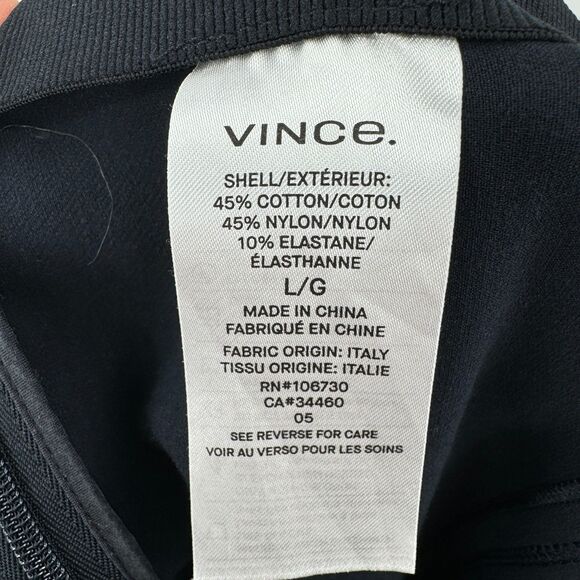 VINCE.
SHELL/EXTÉRIEUR:
45% COTTON/COTON
45% NYLON/NYLON
10% ELASTANE/
ÉLASTHANNE
L/G
MADE IN CHINA
FABRIQUÉ EN CHINE
FABRIC ORIGIN: ITALY
TISSU ORIGINE: ITALIE
RN#106730
CA#34460
05
SEE REVERSE FOR CARE
VOIR AU VERSO POUR LES SOINS